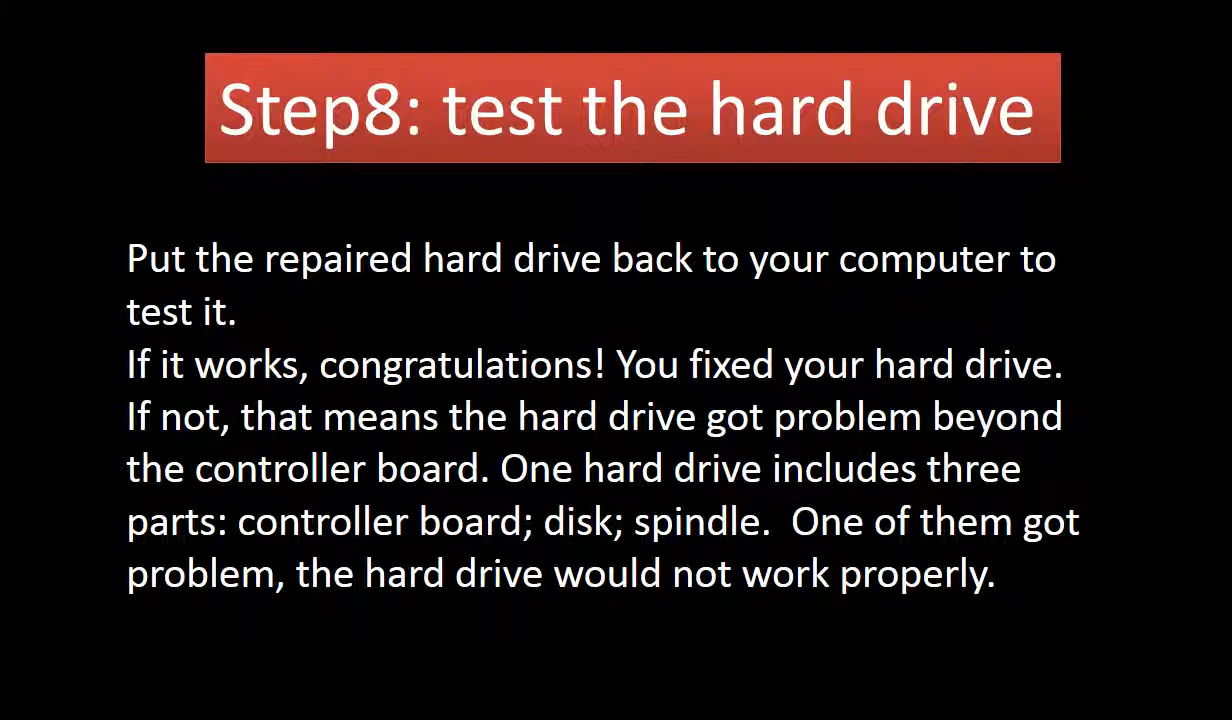 Step8: test the hard drive
Put the repaired hard drive back to your computer to
test it.
If it works, congratulations! You fixed your hard drive.
If not, that means the hard drive got problem beyond
the controller board. One hard drive includes three
parts: controller board; disk; spindle.  One of them got
problem, the hard drive would not work properly.